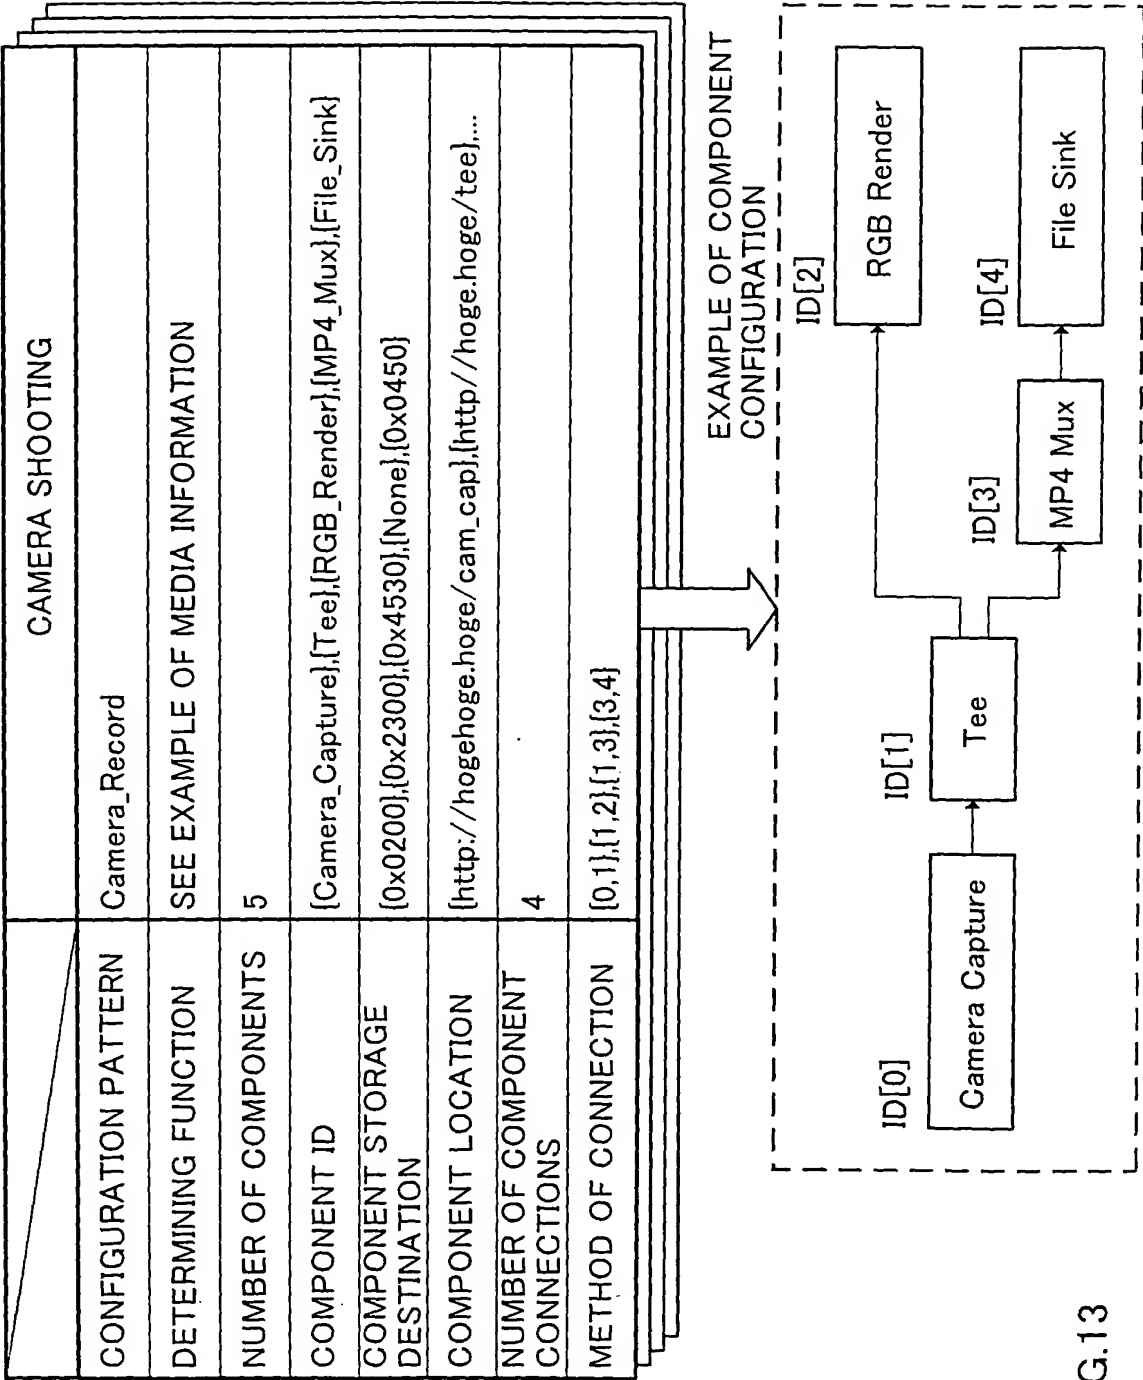 CAMERA SHOOTING
CONFIGURATION PATTERN
Camera_Record
DETERMINING FUNCTION
SEE EXAMPLE OF MEDIA INFORMATION
NUMBER OF COMPONENTS
5
COMPONENT ID
{Camera_Capture},{Tee},{RGB_Render},{MP4_Mux},{File_Sink}
COMPONENT STORAGE
DESTINATION
{0x0200},{0x2300},{0x4530},{None},{0x0450}
COMPONENT LOCATION
{http://hogehoge.hoge/cam_cap},{http//hoge.hoge/tee},...
NUMBER OF COMPONENT
CONNECTIONS
4
METHOD OF CONNECTION
{0,1},{1,2},{1,3},{3,4}
EXAMPLE OF COMPONENT
CONFIGURATION
ID[0]
Camera Capture
ID[1]
Tee
ID[2]
RGB Render
ID[3]
MP4 Mux
ID[4]
File Sink
G.13